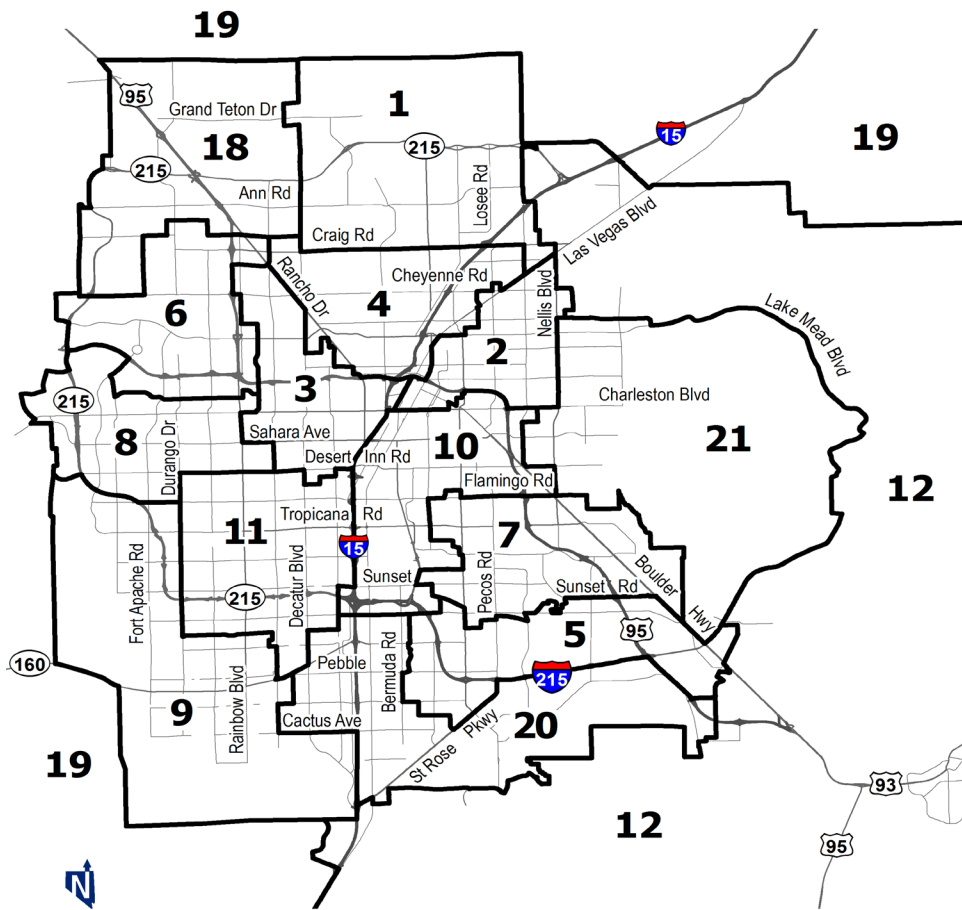 19
1
95
Grand Teton Dr
15
19
18
215
215
Ann Rd
Losee Rd
Las Vegas Blvd
Craig Rd
Rancho Dr
Cheyenne Rd
Nellis Blvd
Lake Mead Blvd
6
4
2
3
Charleston Blvd
215
8
Durango Dr
Sahara Ave
10
21
Desert Inn Rd
Flamingo Rd
12
11
Tropicana Rd
7
15
Fort Apache Rd
Decatur Blvd
Sunset
Pecos Rd
Sunset Rd
Boulder Hwy
215
5
95
160
Pebble
215
9
Rainbow Blvd
Bermuda Rd
Cactus Ave
St Rose Pkwy
20
19
93
12
95
N